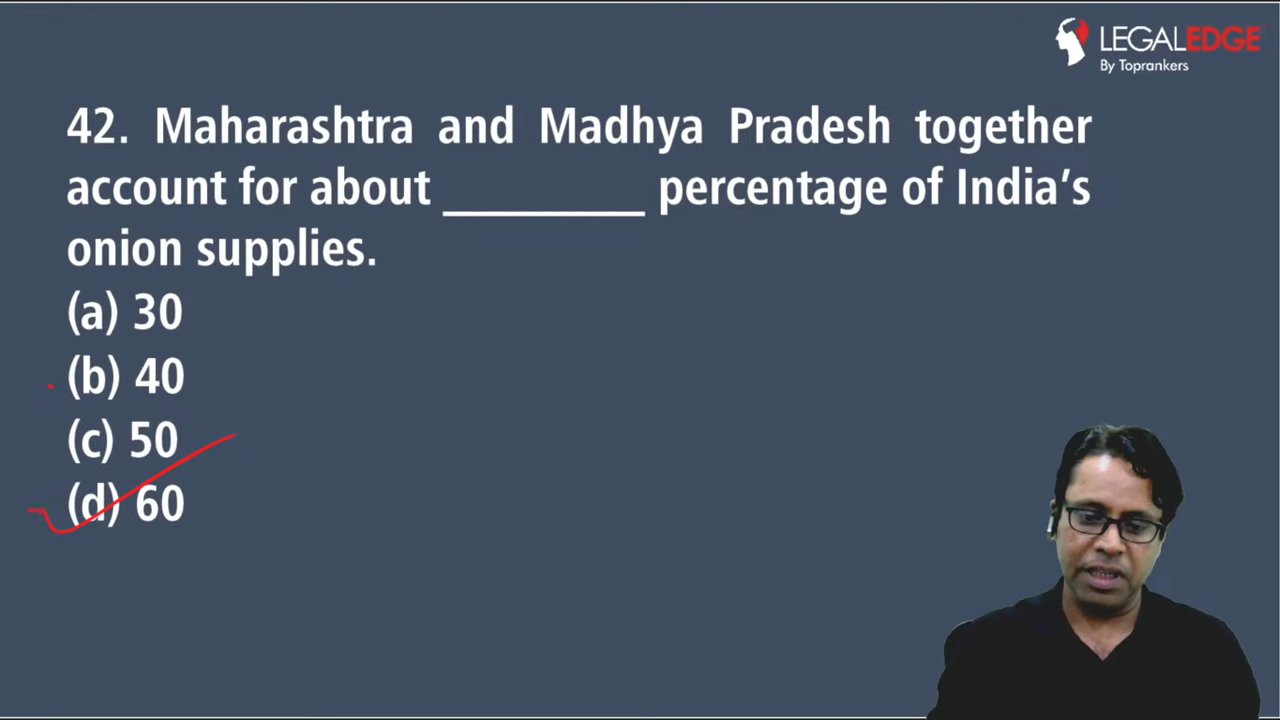 LEGALEDGE
By Toprankers
42. Maharashtra and Madhya Pradesh together
account for about _________ percentage of India’s
onion supplies.
(a) 30
(b) 40
(c) 50
(d) 60